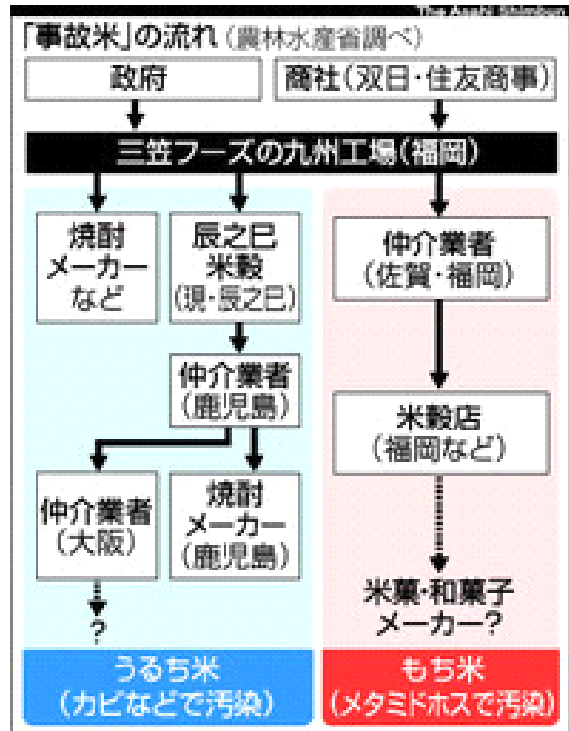 The Asahi Shimbun
「事故米」の流れ(農林水産省調べ)
政府
商社(双日・住友商事)
三笠フーズの九州工場(福岡)
焼酎
メーカー
など
辰之巳
米穀
(現・辰之巳)
仲介業者
(鹿児島)
仲介業者
(大阪)
?
焼酎
メーカー
(鹿児島)
うるち米
(カビなどで汚染)
仲介業者
(佐賀・福岡)
米穀店
(福岡など)
米菓・和菓子
メーカー?
もち米
(メタミドホスで汚染)